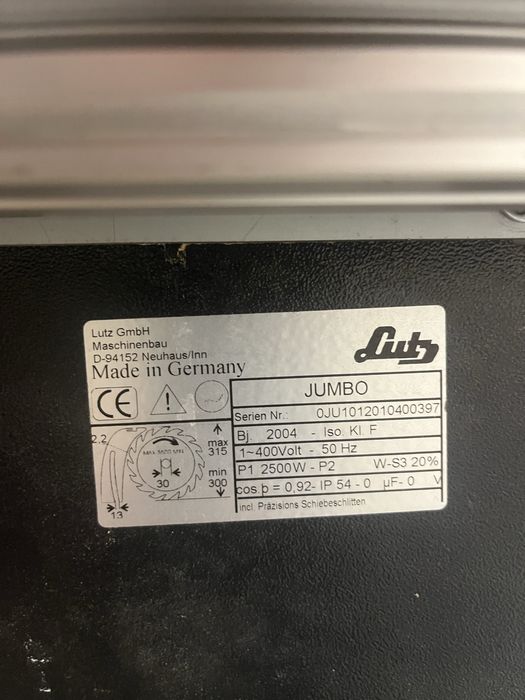 Lutz GmbH
Maschinenbau
D-94152 Neuhaus/Inn
Made in Germany
Lutz
CE
JUMBO
Serien Nr.: 0JU1012010400397
Bj. 2004 - Iso. Kl. F
1~400Volt - 50 Hz
P1 2500W - P2 W-S3 20%
cos.p = 0,92- IP 54 - 0 µF- 0 V
incl. Präzisions Schiebeschlitten
2.2
max
315
min
300
30
13